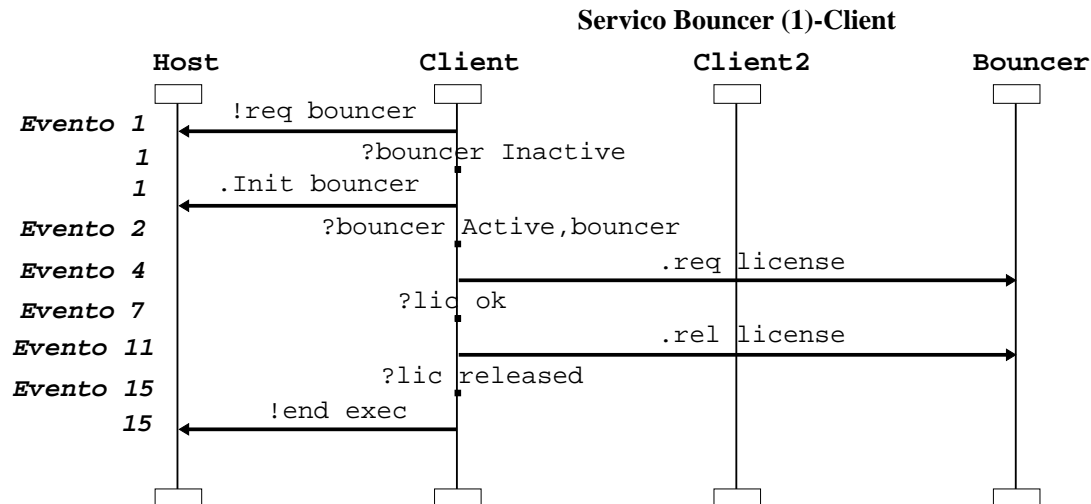 Servico Bouncer (1)-Client
Host Client Client2 Bouncer
Evento 1 !req bouncer
1 ?bouncer Inactive
1 .Init bouncer
Evento 2 ?bouncer Active,bouncer
Evento 4 .req license
Evento 7 ?lic ok
Evento 11 .rel license
Evento 15 ?lic released
15 !end exec